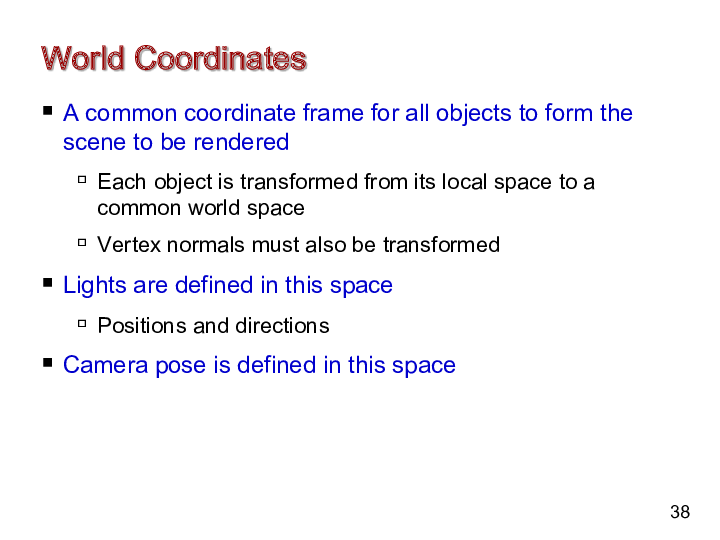 World Coordinates
▪ A common coordinate frame for all objects to form the
scene to be rendered
▫ Each object is transformed from its local space to a
common world space
▫ Vertex normals must also be transformed
▪ Lights are defined in this space
▫ Positions and directions
▪ Camera pose is defined in this space
38